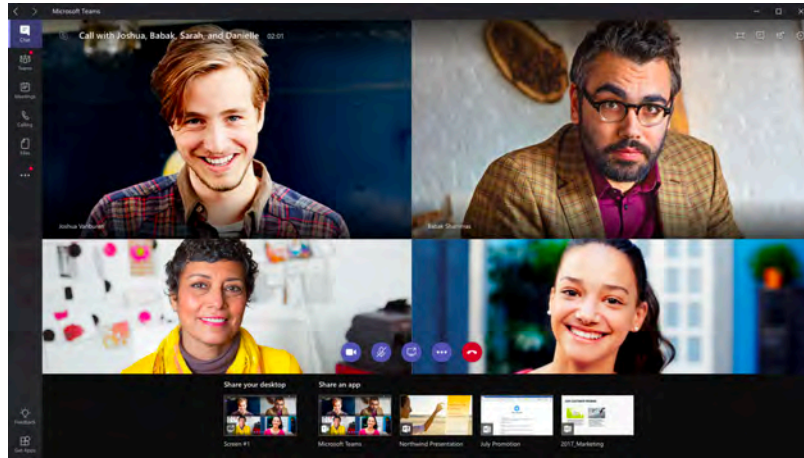 Microsoft Teams
Chat
Call with Joshua, Babak, Sarah, and Danielle 02:01
Teams
Meetings
Calling
Files
Joshua VanBuren
Babak Shammas
Share your desktop
Share an app
Screen #1
Microsoft Teams
Northwind Presentation
July Promotion
2017_Marketing
Feedback
Get Apps